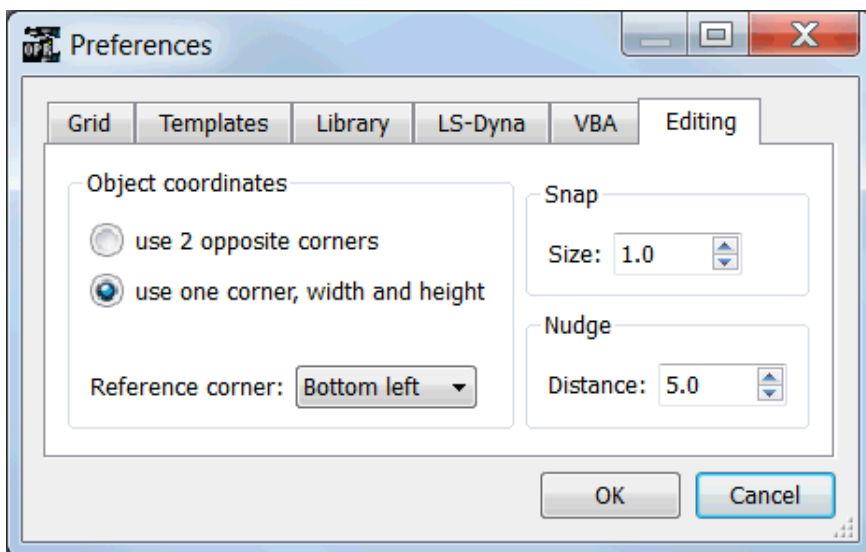 Preferences
Grid Templates Library LS-Dyna VBA Editing
Object coordinates
use 2 opposite corners
use one corner, width and height
Reference corner: Bottom left
Snap
Size: 1.0
Nudge
Distance: 5.0
OK Cancel